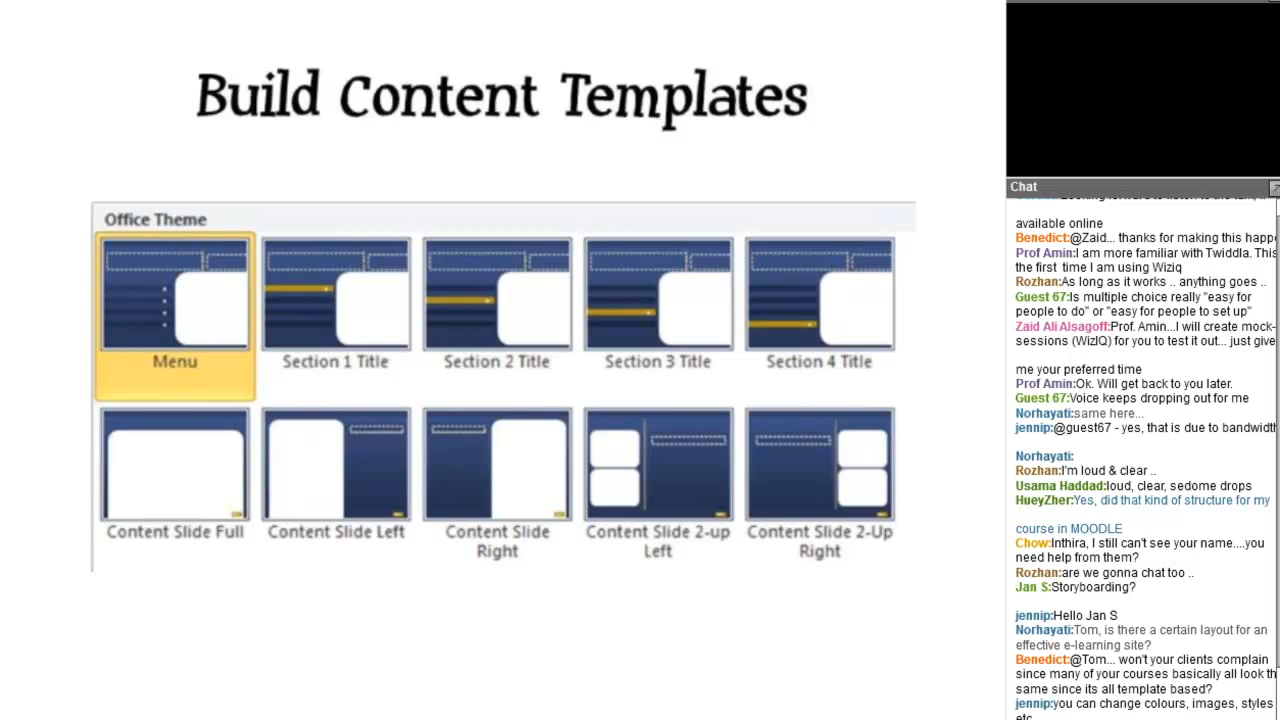 Build Content Templates
Office Theme
Menu
Section 1 Title
Section 2 Title
Section 3 Title
Section 4 Title
Content Slide Full
Content Slide Left
Content Slide
Right
Content Slide 2-up
Left
Content Slide 2-Up
Right
Chat
available online
Benedict:@Zaid... thanks for making this happe
Prof Amin:I am more familiar with Twiddla. This
the first time I am using Wiziq
Rozhan:As long as it works .. anything goes ..
Guest 67:Is multiple choice really "easy for
people to do" or "easy for people to set up"
Zaid Ali Alsagoff:Prof. Amin...I will create mock-
sessions (WizIQ) for you to test it out... just give
me your preferred time
Prof Amin:Ok. Will get back to you later.
Guest 67:Voice keeps dropping out for me
Norhayati:same here...
jennip:@guest67 - yes, that is due to bandwidth
Norhayati:
Rozhan:I'm loud & clear ..
Usama Haddad:loud, clear, sedome drops
HueyZher:Yes, did that kind of structure for my
course in MOODLE
Chow:Inthira, I still can't see your name....you
need help from them?
Rozhan:are we gonna chat too ..
Jan S:Storyboarding?
jennip:Hello Jan S
Norhayati:Tom, is there a certain layout for an
effective e-learning site?
Benedict:@Tom... won't your clients complain
since many of your courses basically all look th
same since its all template based?
jennip:you can change colours, images, styles
etc